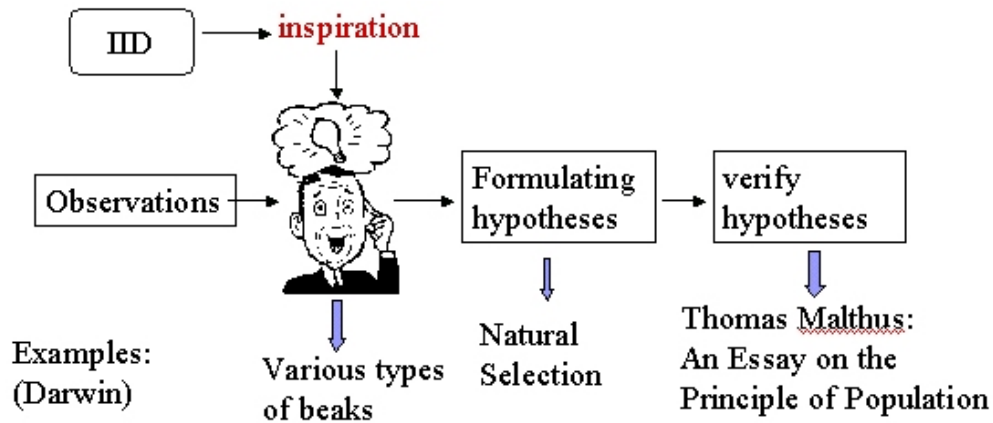 IID
inspiration
Observations
Formulating
hypotheses
verify
hypotheses
Examples:
(Darwin)
Various types
of beaks
Natural
Selection
Thomas Malthus:
An Essay on the
Principle of Population